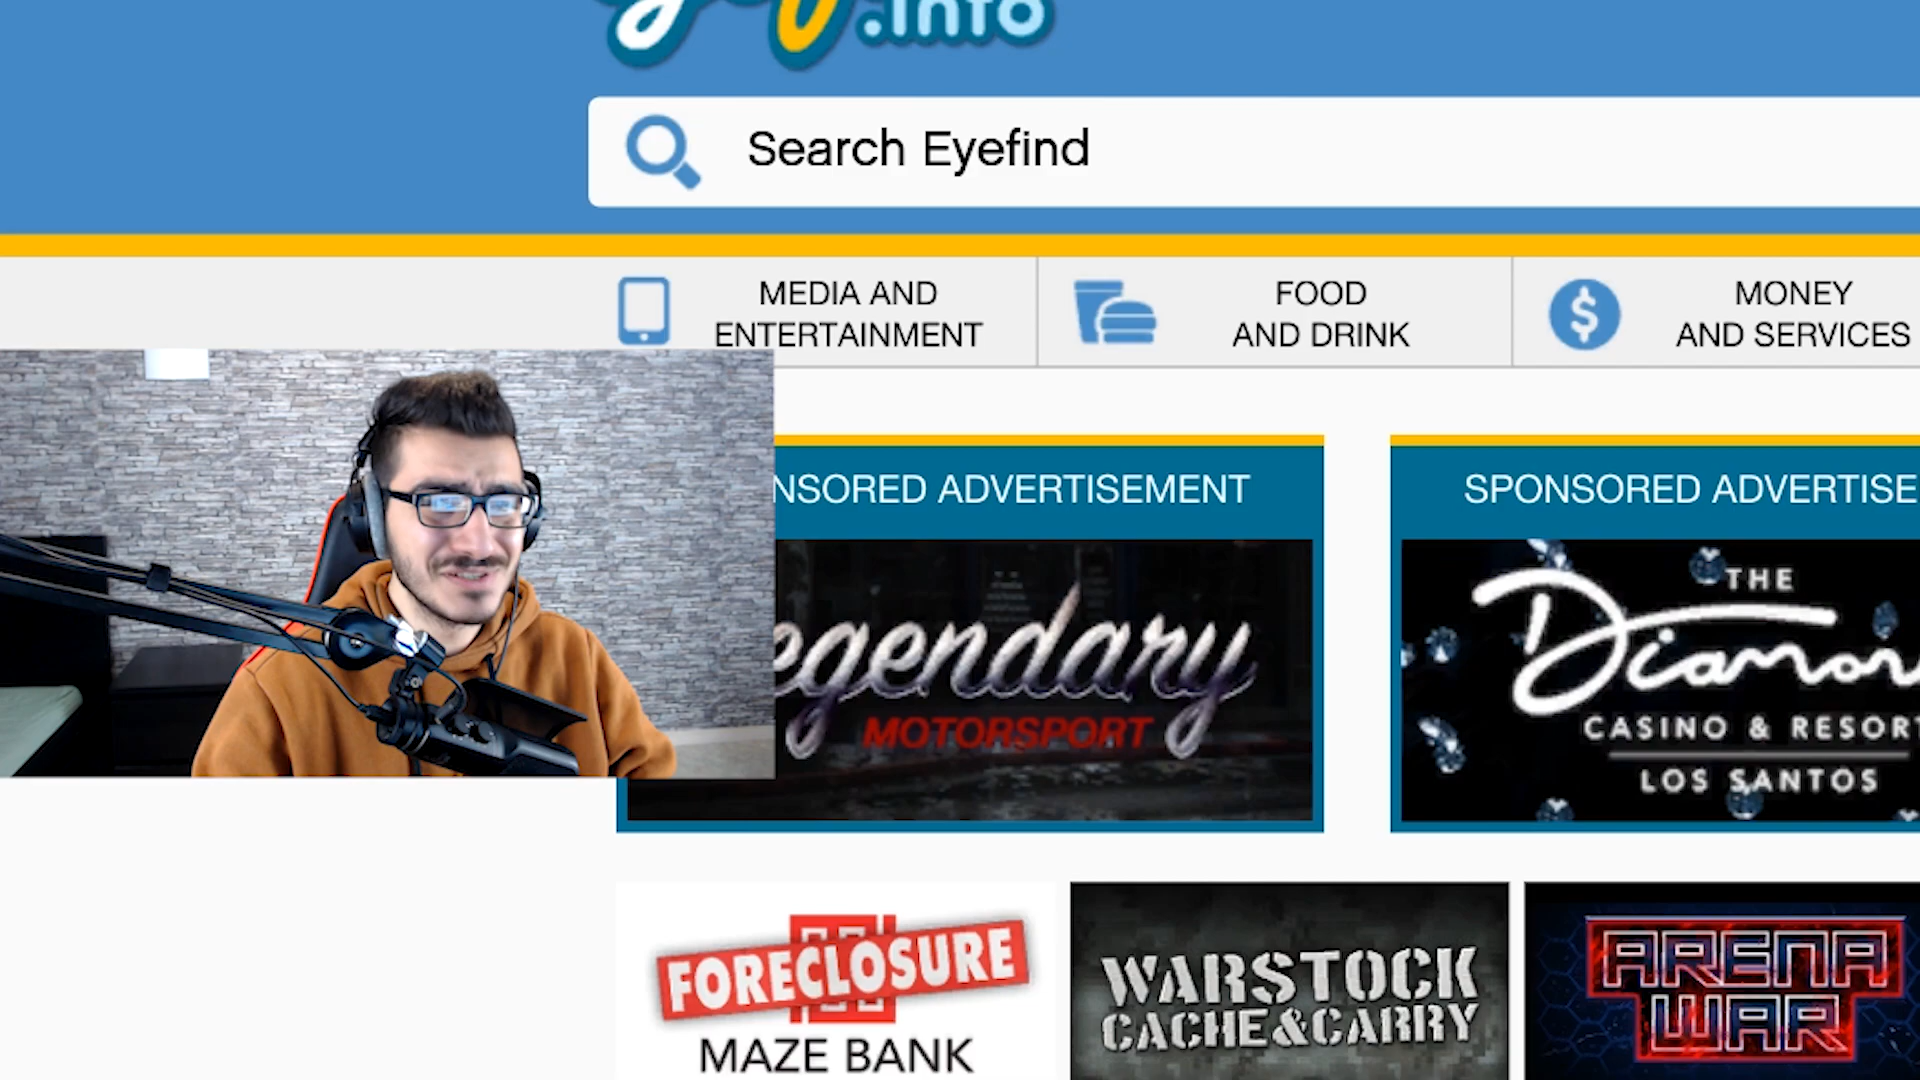 .info
Search Eyefind
MEDIA AND
ENTERTAINMENT
FOOD
AND DRINK
MONEY
AND SERVICES
NSORED ADVERTISEMENT
SPONSORED ADVERTISE
egendary
MOTORSPORT
THE
Diamon
CASINO & RESORT
LOS SANTOS
FORECLOSURE
MAZE BANK
WARSTOCK
CACHE&CARRY
ARENA
WAR